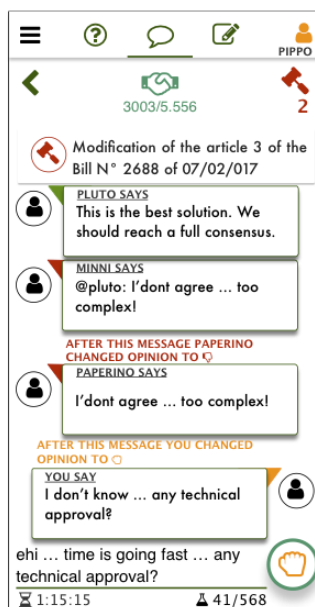 PIPPO
3003/5.556
2
Modification of the article 3 of the
Bill N° 2688 of 07/02/017
PLUTO SAYS
This is the best solution. We
should reach a full consensus.
MINNI SAYS
@pluto: I'dont agree ... too
complex!
AFTER THIS MESSAGE PAPERINO
CHANGED OPINION TO
PAPERINO SAYS
I'dont agree ... too complex!
AFTER THIS MESSAGE YOU CHANGED
OPINION TO
YOU SAY
I don't know ... any technical
approval?
ehi ... time is going fast ... any
technical approval?
1:15:15 41/568